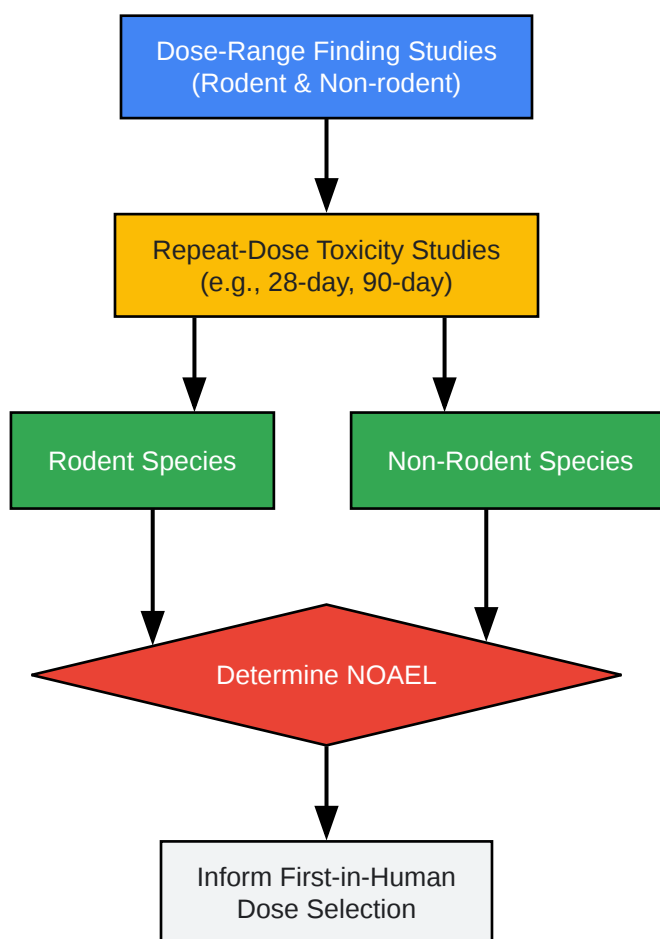 Dose-Range Finding Studies
(Rodent & Non-rodent)
Repeat-Dose Toxicity Studies
(e.g., 28-day, 90-day)
Rodent Species
Non-Rodent Species
Determine NOAEL
Inform First-in-Human
Dose Selection